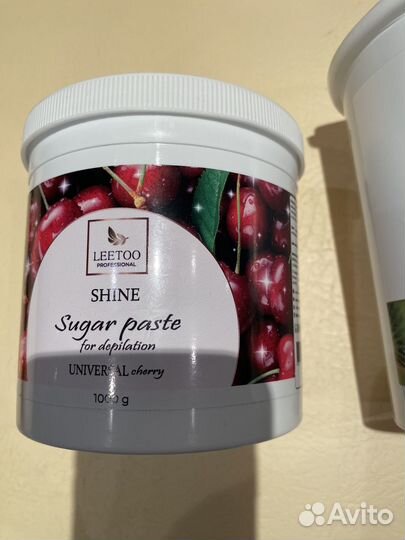 LEETOO
PROFESSIONAL
SHINE
Sugar paste
for depilation
UNIVERSAL cherry
1000 g
Avito